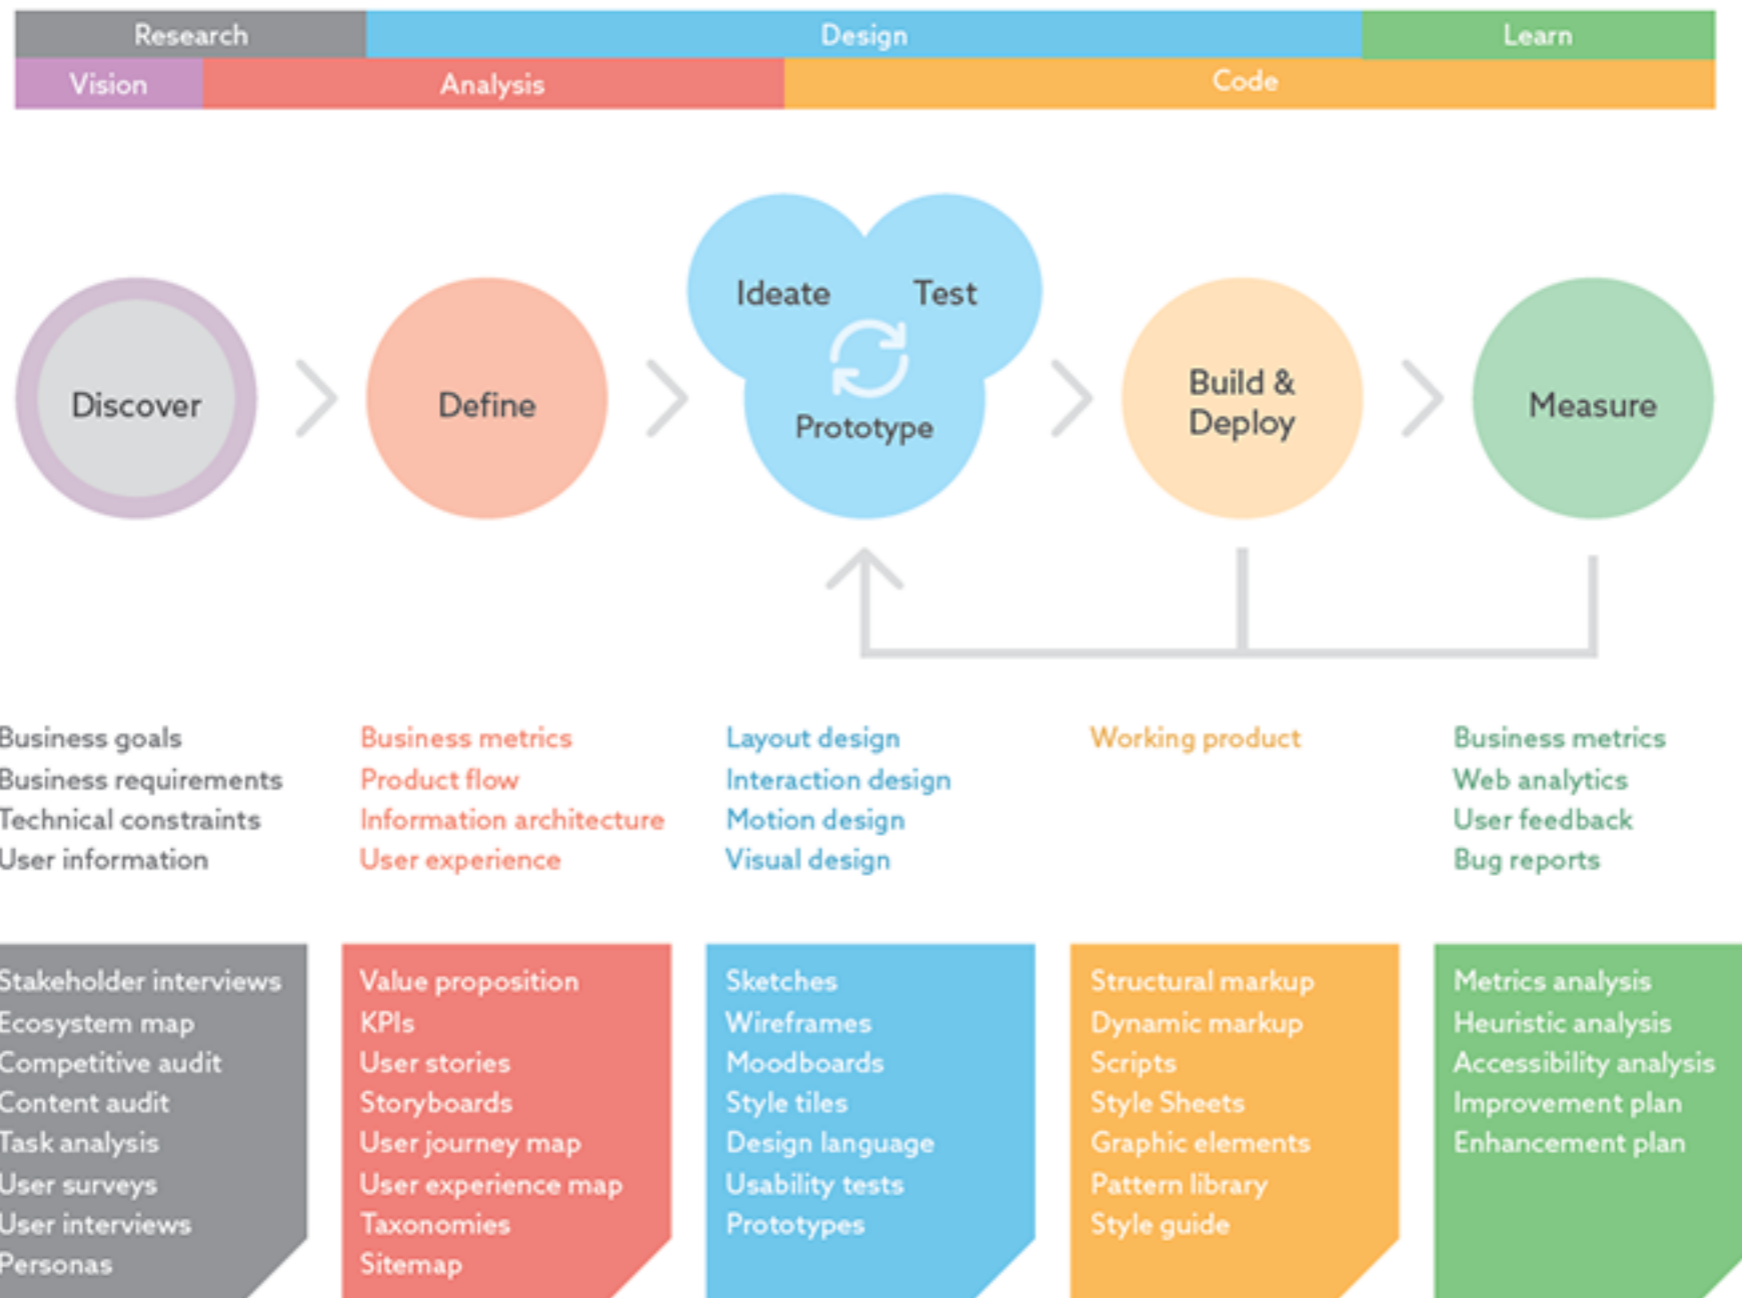 Research
Design
Learn
Vision
Analysis
Code
Discover
Define
Ideate
Test
Prototype
Build &
Deploy
Measure
Business goals
Business requirements
Technical constraints
User information
Business metrics
Product flow
Information architecture
User experience
Layout design
Interaction design
Motion design
Visual design
Working product
Business metrics
Web analytics
User feedback
Bug reports
Stakeholder interviews
Ecosystem map
Competitive audit
Content audit
Task analysis
User surveys
User interviews
Personas
Value proposition
KPIs
User stories
Storyboards
User journey map
User experience map
Taxonomies
Sitemap
Sketches
Wireframes
Moodboards
Style tiles
Design language
Usability tests
Prototypes
Structural markup
Dynamic markup
Scripts
Style Sheets
Graphic elements
Pattern library
Style guide
Metrics analysis
Heuristic analysis
Accessibility analysis
Improvement plan
Enhancement plan